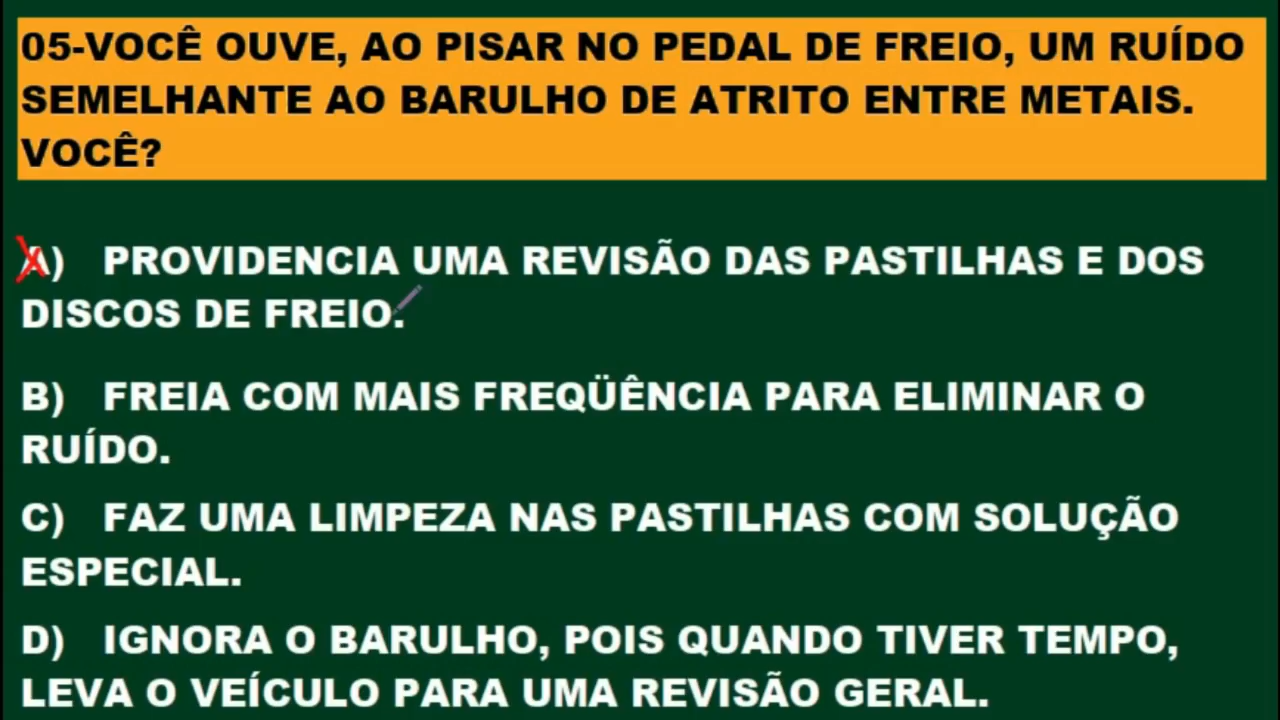 05-VOCÊ OUVE, AO PISAR NO PEDAL DE FREIO, UM RUÍDO
SEMELHANTE AO BARULHO DE ATRITO ENTRE METAIS.
VOCÊ?
A) PROVIDENCIA UMA REVISÃO DAS PASTILHAS E DOS
DISCOS DE FREIO.
B) FREIA COM MAIS FREQÜÊNCIA PARA ELIMINAR O
RUÍDO.
C) FAZ UMA LIMPEZA NAS PASTILHAS COM SOLUÇÃO
ESPECIAL.
D) IGNORA O BARULHO, POIS QUANDO TIVER TEMPO,
LEVA O VEÍCULO PARA UMA REVISÃO GERAL.